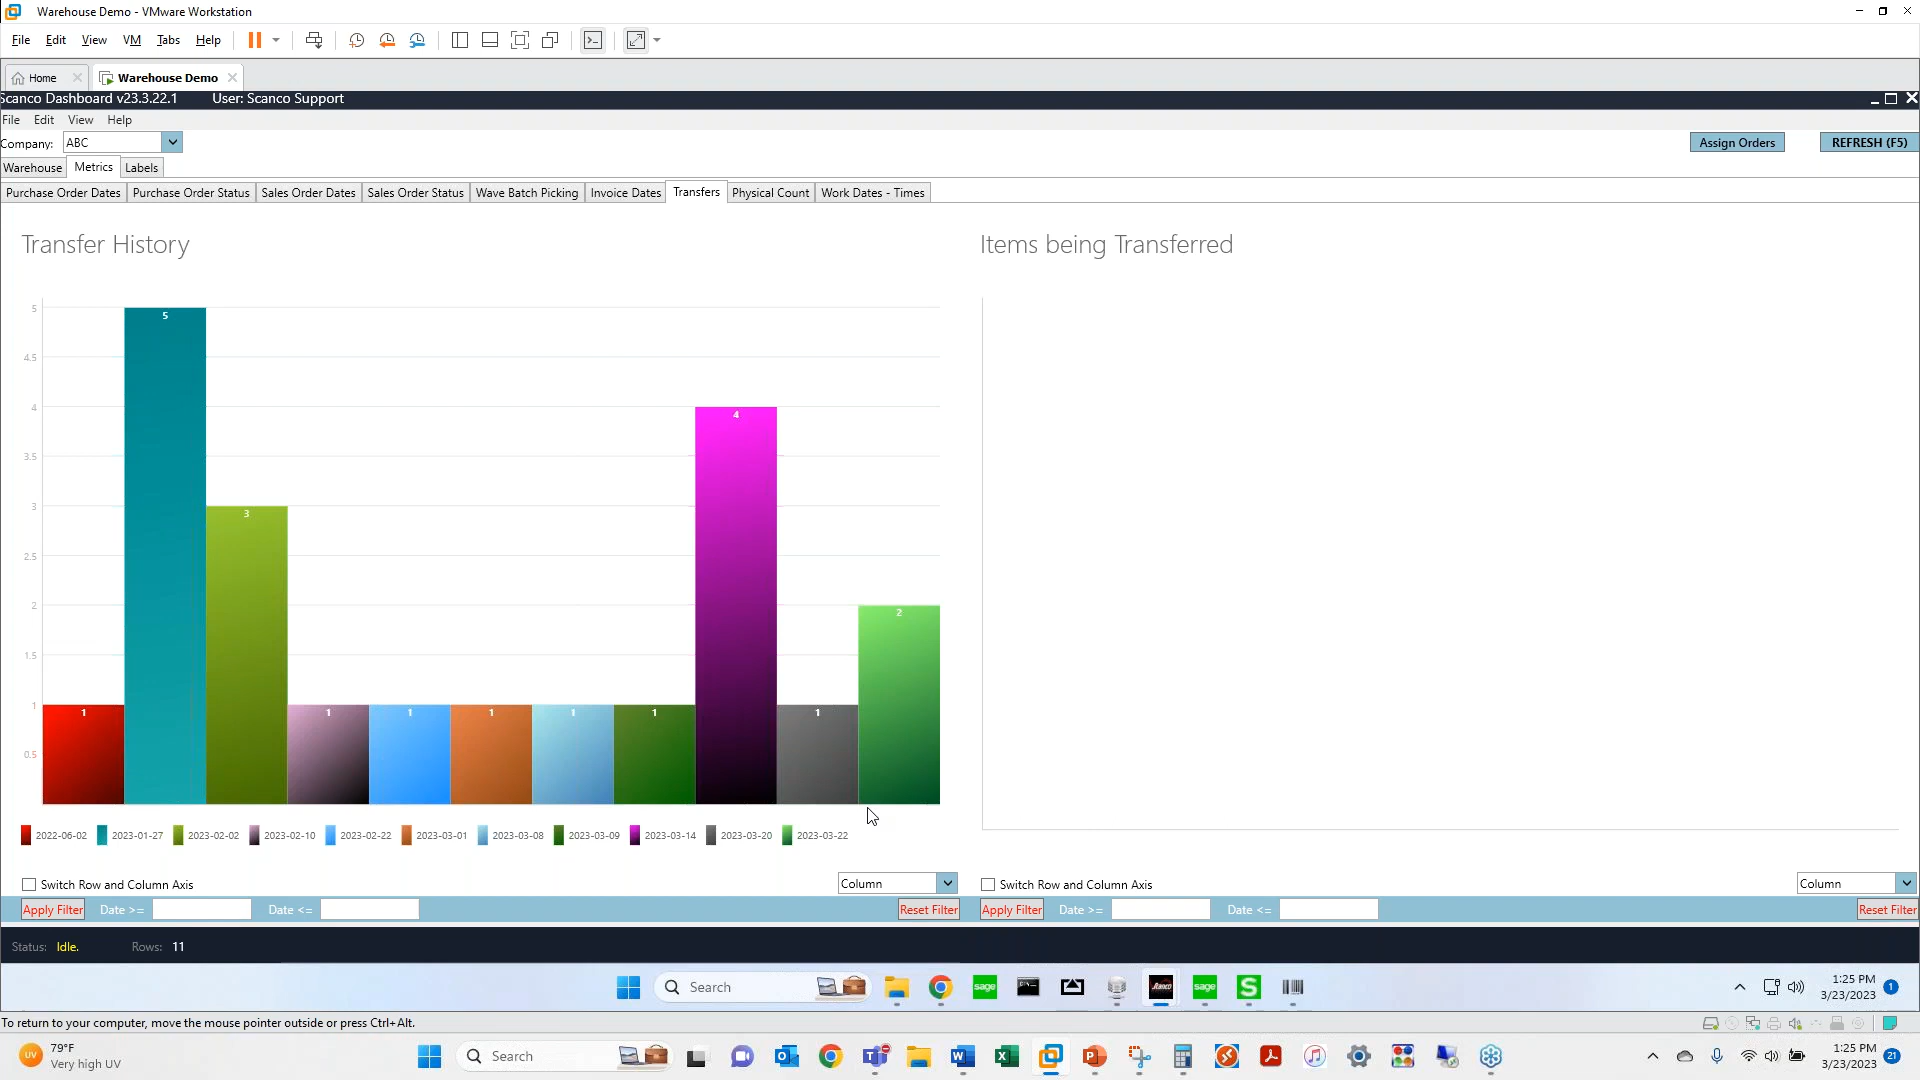 Warehouse Demo - VMware Workstation
File Edit View VM Tabs Help
Home
Warehouse Demo
Scanco Dashboard v23.3.22.1 User: Scanco Support
File Edit View Help
Company: ABC
Assign Orders
REFRESH (F5)
Warehouse Metrics Labels
Purchase Order Dates Purchase Order Status Sales Order Dates Sales Order Status Wave Batch Picking Invoice Dates Transfers Physical Count Work Dates - Times
Transfer History
Items being Transferred
5
4.5
4
3.5
3
2.5
2
1.5
1
0.5
1 5 3 1 1 1 1 1 4 1 2
2022-06-02 2023-01-27 2023-02-02 2023-02-10 2023-02-22 2023-03-01 2023-03-08 2023-03-09 2023-03-14 2023-03-20 2023-03-22
Switch Row and Column Axis
Column
Switch Row and Column Axis
Column
Apply Filter Date >= Date <= Reset Filter
Apply Filter Date >= Date <= Reset Filter
Status: Idle. Rows: 11
Search
sage
Scanco
sage
S
1:25 PM
3/23/2023
1
To return to your computer, move the mouse pointer outside or press Ctrl+Alt.
UV
79°F
Very high UV
Search
1:25 PM
3/23/2023
21